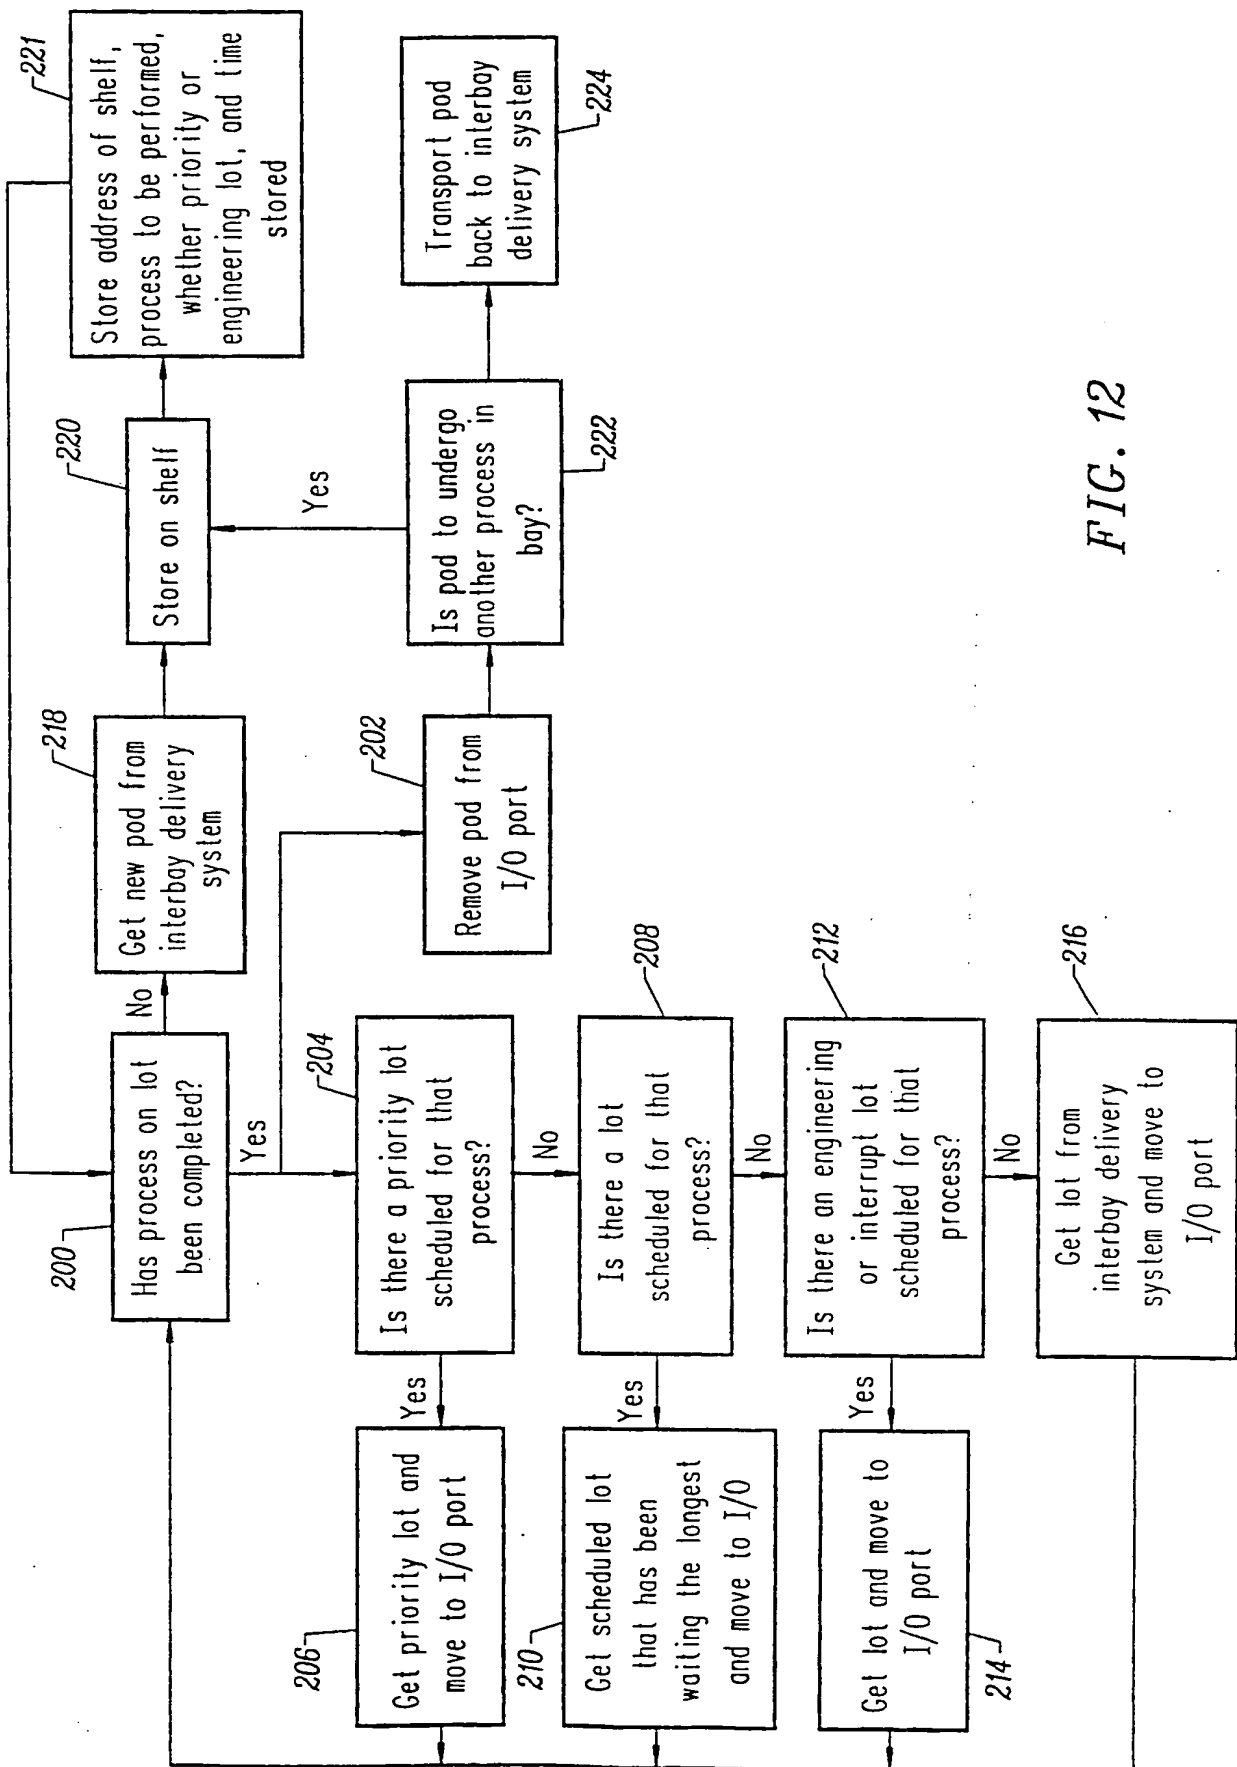 200
Has process on lot
been completed?
No
Yes
218
Get new pod from
interbay delivery
system
220
Store on shelf
221
Store address of shelf,
process to be performed,
whether priority or
engineering lot, and time
stored
202
Remove pod from
I/O port
Yes
Is pod to undergo
another process in
bay?
222
Transport pod
back to interbay
delivery system
224
204
Is there a priority lot
scheduled for that
process?
Yes
No
206
Get priority lot and
move to I/O port
208
Is there a lot
scheduled for that
process?
Yes
No
210
Get scheduled lot
that has been
waiting the longest
and move to I/O
212
Is there an engineering
or interrupt lot
scheduled for that
process?
Yes
No
Get lot and move to
I/O port
214
216
Get lot from
interbay delivery
system and move to
I/O port
FIG. 12